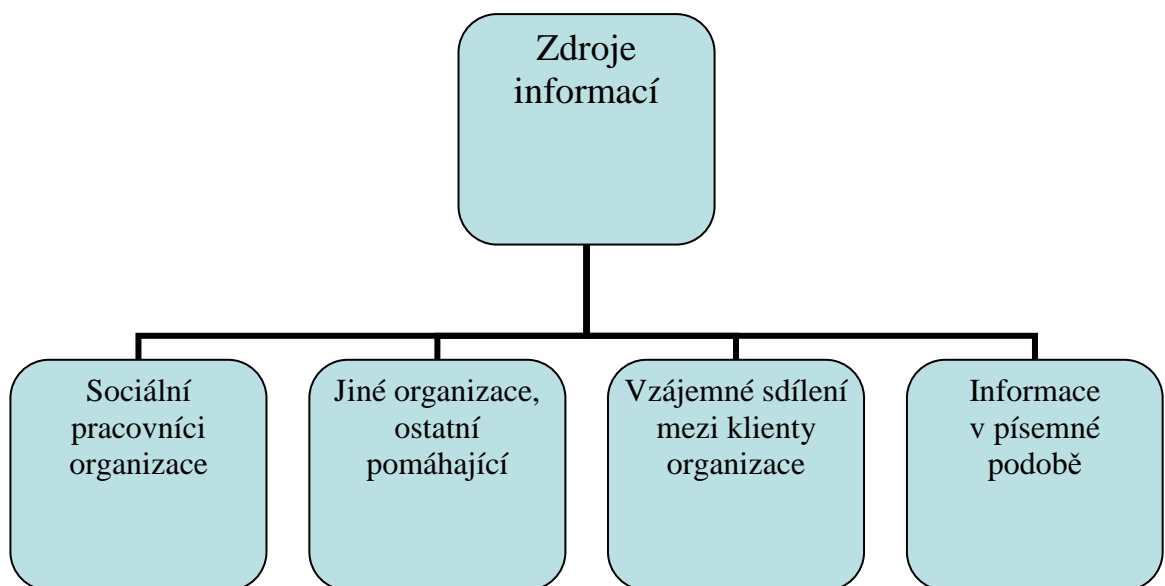 Zdroje
informací
Sociální
pracovníci
organizace
Jiné organizace,
ostatní
pomáhající
Vzájemné sdílení
mezi klienty
organizace
Informace
v písemné
podobě